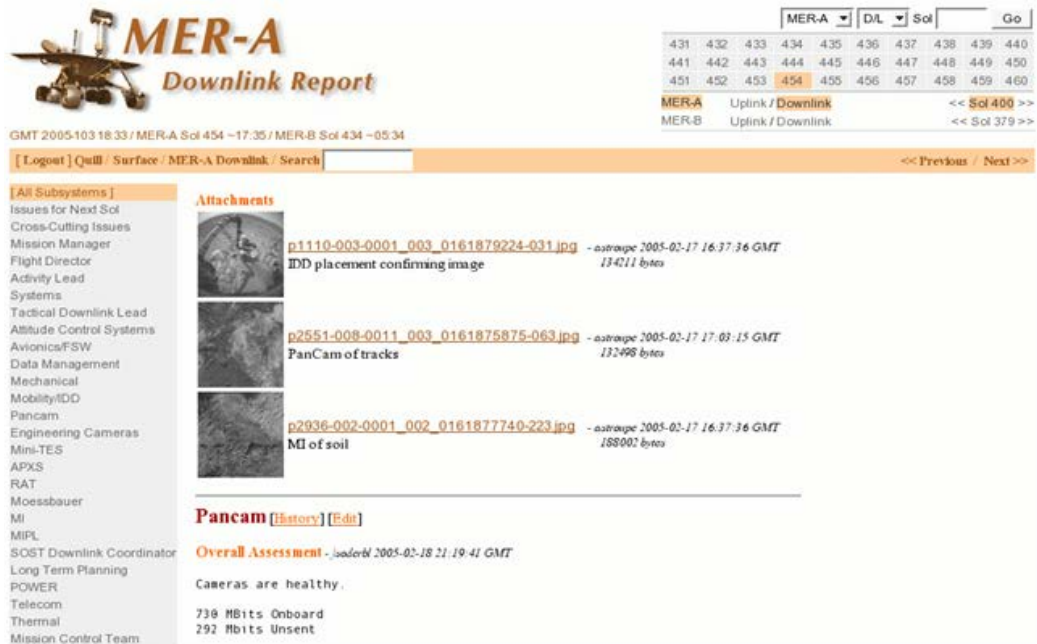 MER-A
Downlink Report
MER-A D/L Sol Go
431 432 433 434 435 436 437 438 439 440
441 442 443 444 445 446 447 448 449 450
451 452 453 454 455 456 457 458 459 460
MER-A Uplink / Downlink << Sol 400 >>
MER-B Uplink / Downlink << Sol 379 >>
GMT 2005-103 18:33 / MER-A Sol 454 ~17:35 / MER-B Sol 434 ~05:34
[ Logout ] Quill / Surface / MER-A Downlink / Search << Previous / Next >>
[ All Subsystems ]
Issues for Next Sol
Cross-Cutting Issues
Mission Manager
Flight Director
Activity Lead
Systems
Tactical Downlink Lead
Attitude Control Systems
Avionics/FSW
Data Management
Mechanical
Mobility/IDD
Pancam
Engineering Cameras
Mini-TES
APXS
RAT
Moessbauer
MI
MIPL
SOST Downlink Coordinator
Long Term Planning
POWER
Telecom
Thermal
Mission Control Team
Attachments
p1110-003-0001_003_0161879224-031.jpg - astroupe 2005-02-17 16:37:36 GMT
IDD placement confirming image 134211 bytes
p2551-008-0011_003_0161875875-063.jpg - astroupe 2005-02-17 17:03:15 GMT
PanCam of tracks 132498 bytes
p2936-002-0001_002_0161877740-223.jpg - astroupe 2005-02-17 16:37:36 GMT
MI of soil 188002 bytes
Pancam [History] [Edit]
Overall Assessment - 2005-02-18 21:19:41 GMT
Cameras are healthy.
730 MBits Onboard
292 Mbits Unsent